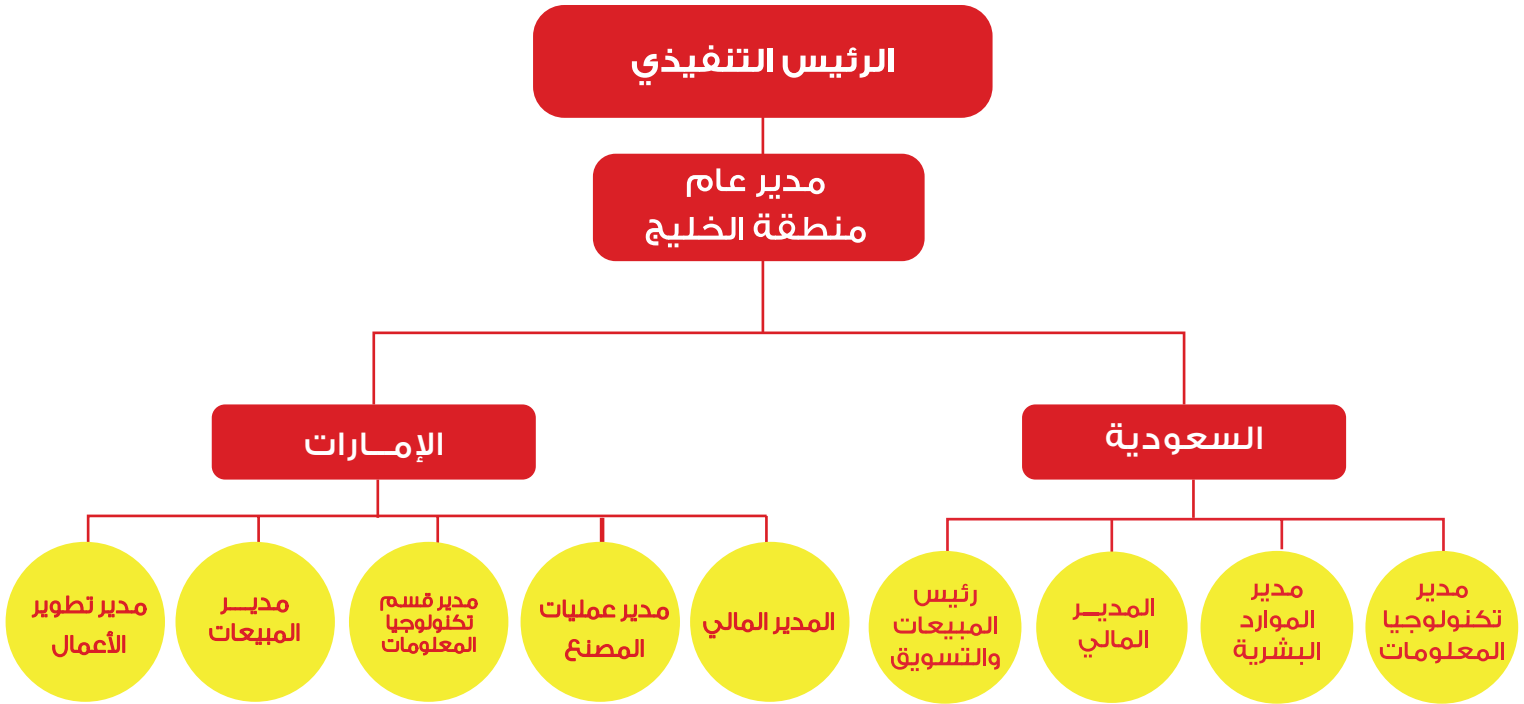 الرئيس التنفيذي
مدير عام
منطقة الخليج
السعودية
الإمــارات
مدير
تكنولوجيا
المعلومات
مدير
الموارد
البشرية
المديــر
المالي
رئيس
المبيعات
والتسويق
المدير المالي
مدير عمليات
المصنع
مدير قسم
تكنولوجيا
المعلومات
مديــر
المبيعات
مدير تطوير
الأعمال